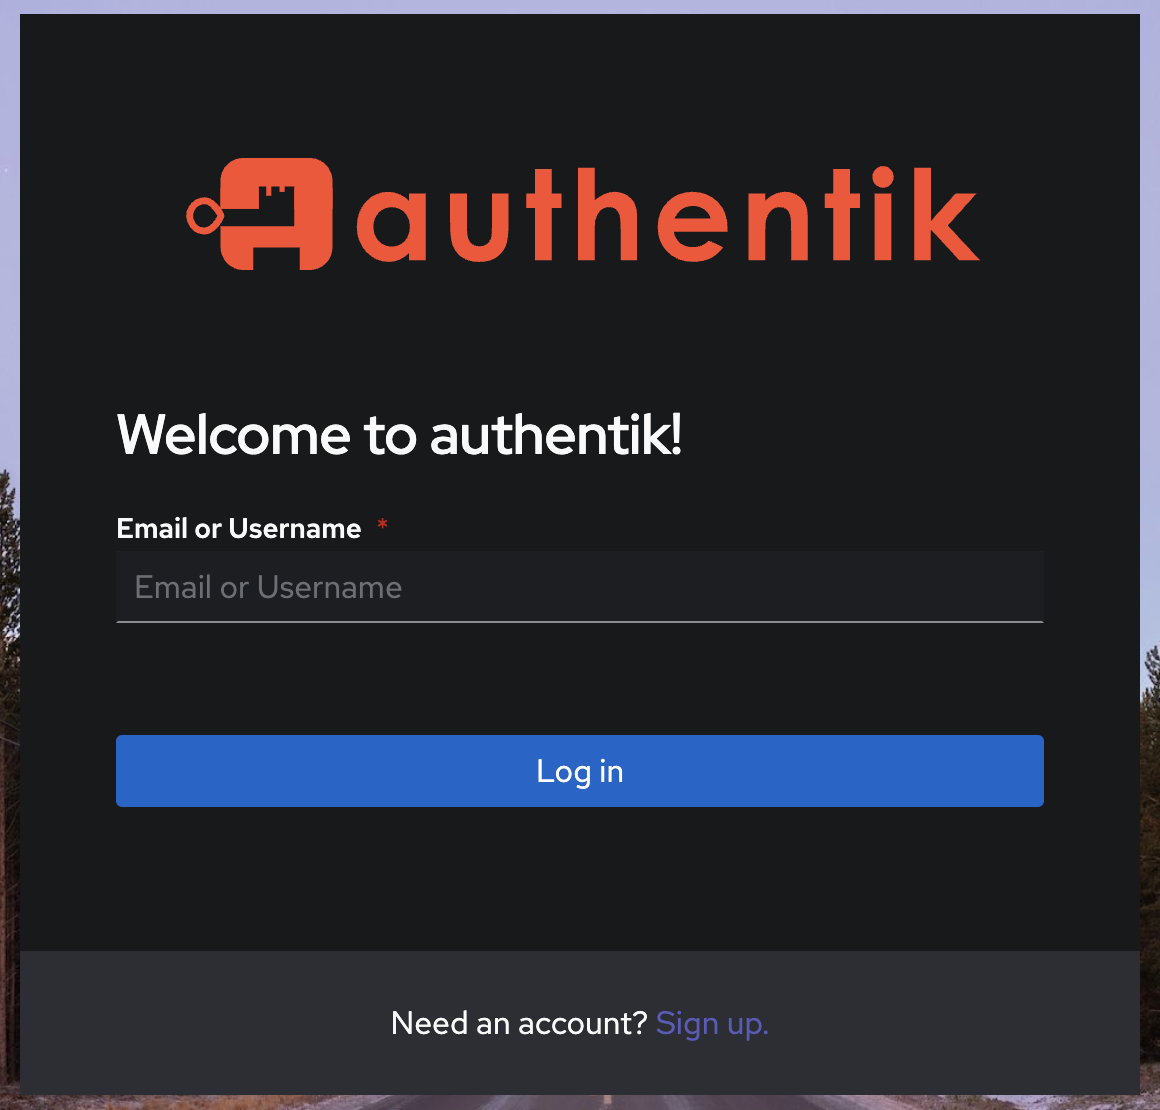 authentik
Welcome to authentik!
Email or Username *
Email or Username
Log in
Need an account? Sign up.